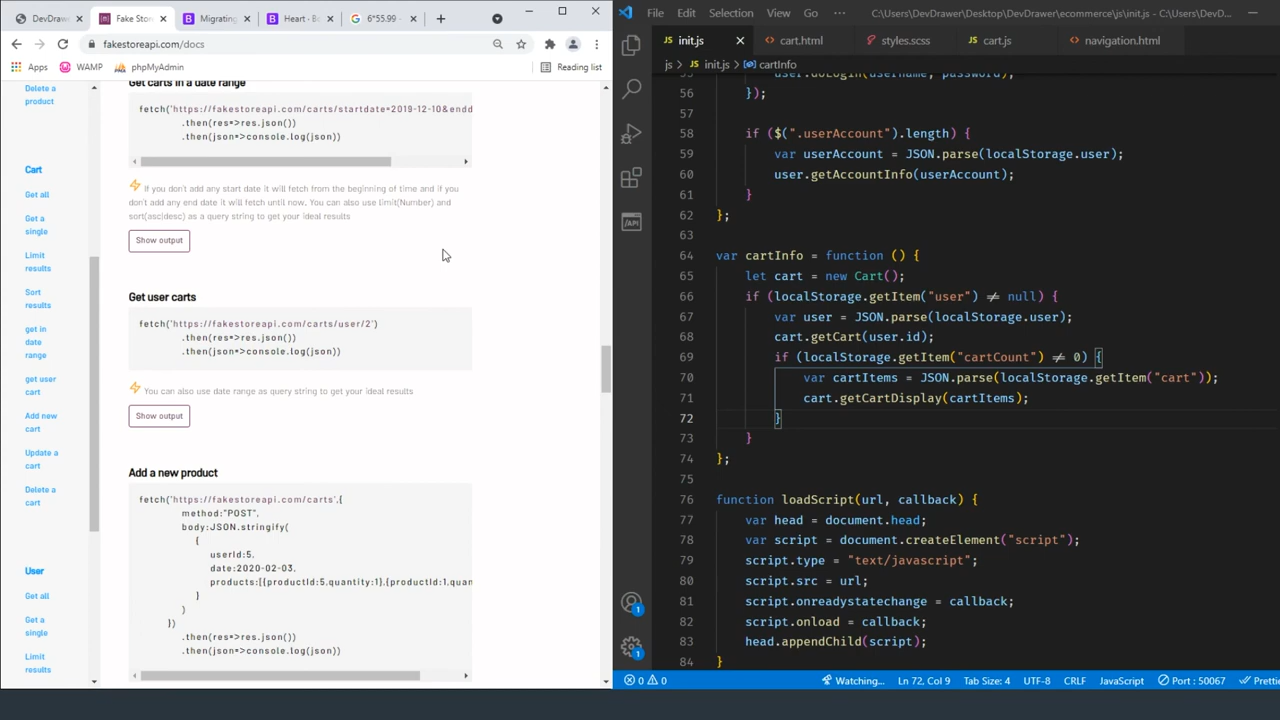 DevDraw
Fake Stor
Migrating
Heart · Bo
6*55.99
fakestoreapi.com/docs
Apps
WAMP
phpMyAdmin
Reading list
Delete a
product
Cart
Get all
Get a
single
Limit
results
Sort
results
get in
date
range
get user
cart
Add new
cart
Update a
cart
Delete a
cart
User
Get all
Get a
single
Limit
results
Get carts in a date range
fetch('https://fakestoreapi.com/carts/startdate=2019-12-10&endd
.then(res=>res.json())
.then(json=>console.log(json))
If you don't add any start date it will fetch from the beginning of time and if you
don't add any end date it will fetch until now. You can also use limit(Number) and
sort(asc|desc) as a query string to get your ideal results
Show output
Get user carts
fetch('https://fakestoreapi.com/carts/user/2')
.then(res=>res.json())
.then(json=>console.log(json))
You can also use date range as query string to get your ideal results
Show output
Add a new product
fetch('https://fakestoreapi.com/carts',{
method:"POST",
body:JSON.stringify(
{
userId:5,
date:2020-02-03,
products:[{productId:5,quantity:1},{productId:1,quan
}
)
})
.then(res=>res.json())
.then(json=>console.log(json))
File Edit Selection View Go ··· C:\Users\DevDrawer\Desktop\DevDrawer\ecommerce\js\init.js - C:\Users\D...
init.js
cart.html
styles.scss
cart.js
navigation.html
js > init.js > cartInfo
56 });
57
58 if ($(".userAccount").length) {
59 var userAccount = JSON.parse(localStorage.user);
60 user.getAccountInfo(userAccount);
61 }
62 };
63
64 var cartInfo = function () {
65 let cart = new Cart();
66 if (localStorage.getItem("user") != null) {
67 var user = JSON.parse(localStorage.user);
68 cart.getCart(user.id);
69 if (localStorage.getItem("cartCount") != 0) {
70 var cartItems = JSON.parse(localStorage.getItem("cart"));
71 cart.getCartDisplay(cartItems);
72 }
73 }
74 };
75
76 function loadScript(url, callback) {
77 var head = document.head;
78 var script = document.createElement("script");
79 script.type = "text/javascript";
80 script.src = url;
81 script.onreadystatechange = callback;
82 script.onload = callback;
83 head.appendChild(script);
84 }
0 0 Watching... Ln 72, Col 9 Tab Size: 4 UTF-8 CRLF JavaScript Port : 50067 Prettie